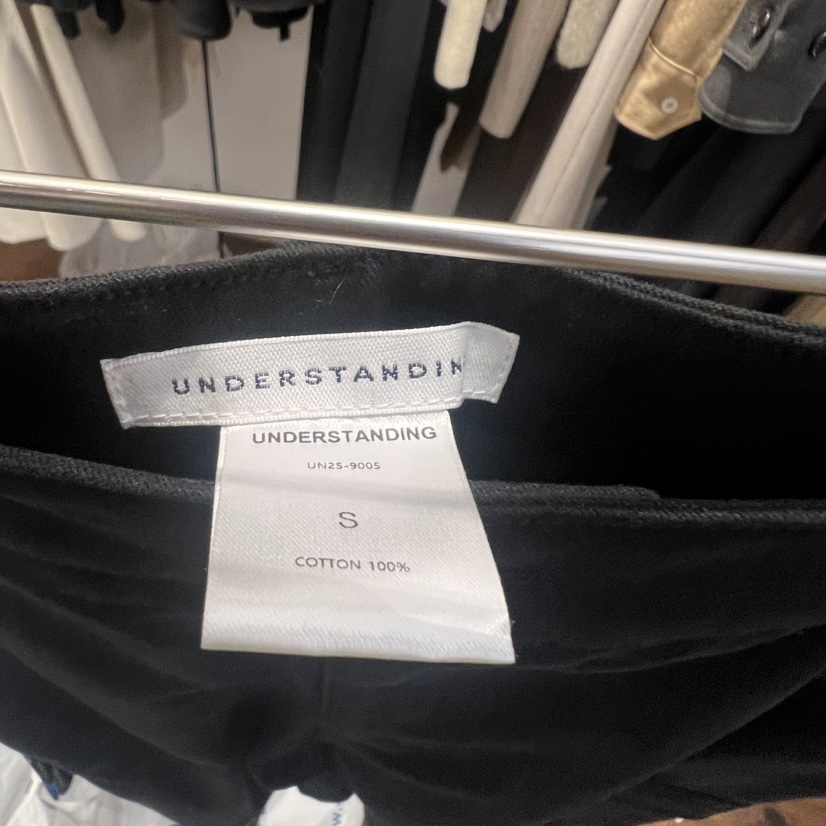 UNDERSTANDIN
UNDERSTANDING
UN25-9005
S
COTTON 100%